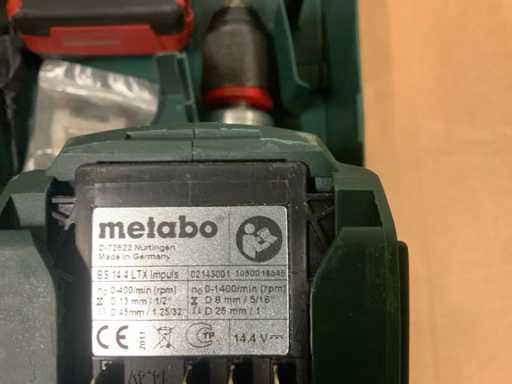 metabo®
D-72622 Nürtingen
Made in Germany
BS 14.4 LTX Impuls 02143001
n₀ 0-400/min (rpm) n₀ 0-1400/min (rpm)
D 13 mm / 1/2" D 8 mm / 5/16"
D 45mm / 1.25/32 D 25 mm / 1"
CE 2011 14,4 V